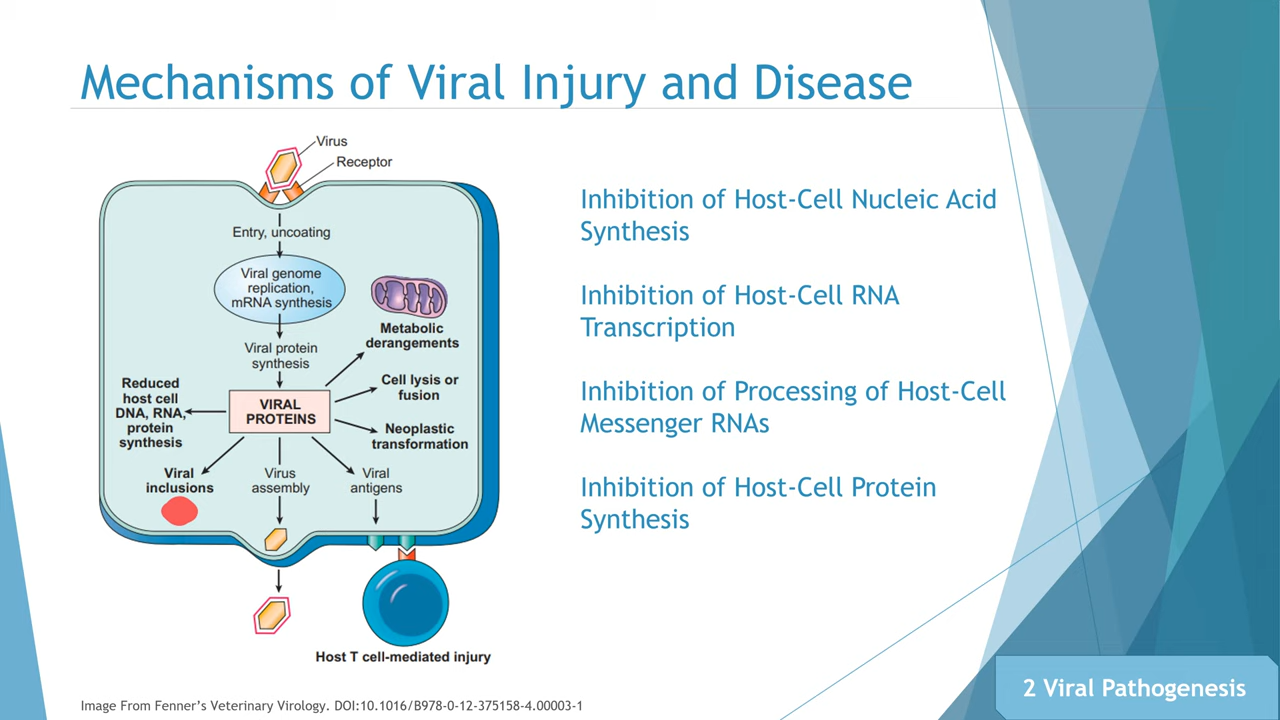 Mechanisms of Viral Injury and Disease
Virus
Receptor
Entry, uncoating
Viral genome
replication,
mRNA synthesis
Metabolic
derangements
Viral protein
synthesis
Cell lysis or
fusion
Reduced
host cell
DNA, RNA,
protein
synthesis
VIRAL
PROTEINS
Neoplastic
transformation
Viral
inclusions
Virus
assembly
Viral
antigens
Host T cell-mediated injury
Inhibition of Host-Cell Nucleic Acid
Synthesis
Inhibition of Host-Cell RNA
Transcription
Inhibition of Processing of Host-Cell
Messenger RNAs
Inhibition of Host-Cell Protein
Synthesis
Image From Fenner’s Veterinary Virology. DOI:10.1016/B978-0-12-375158-4.00003-1
2 Viral Pathogenesis